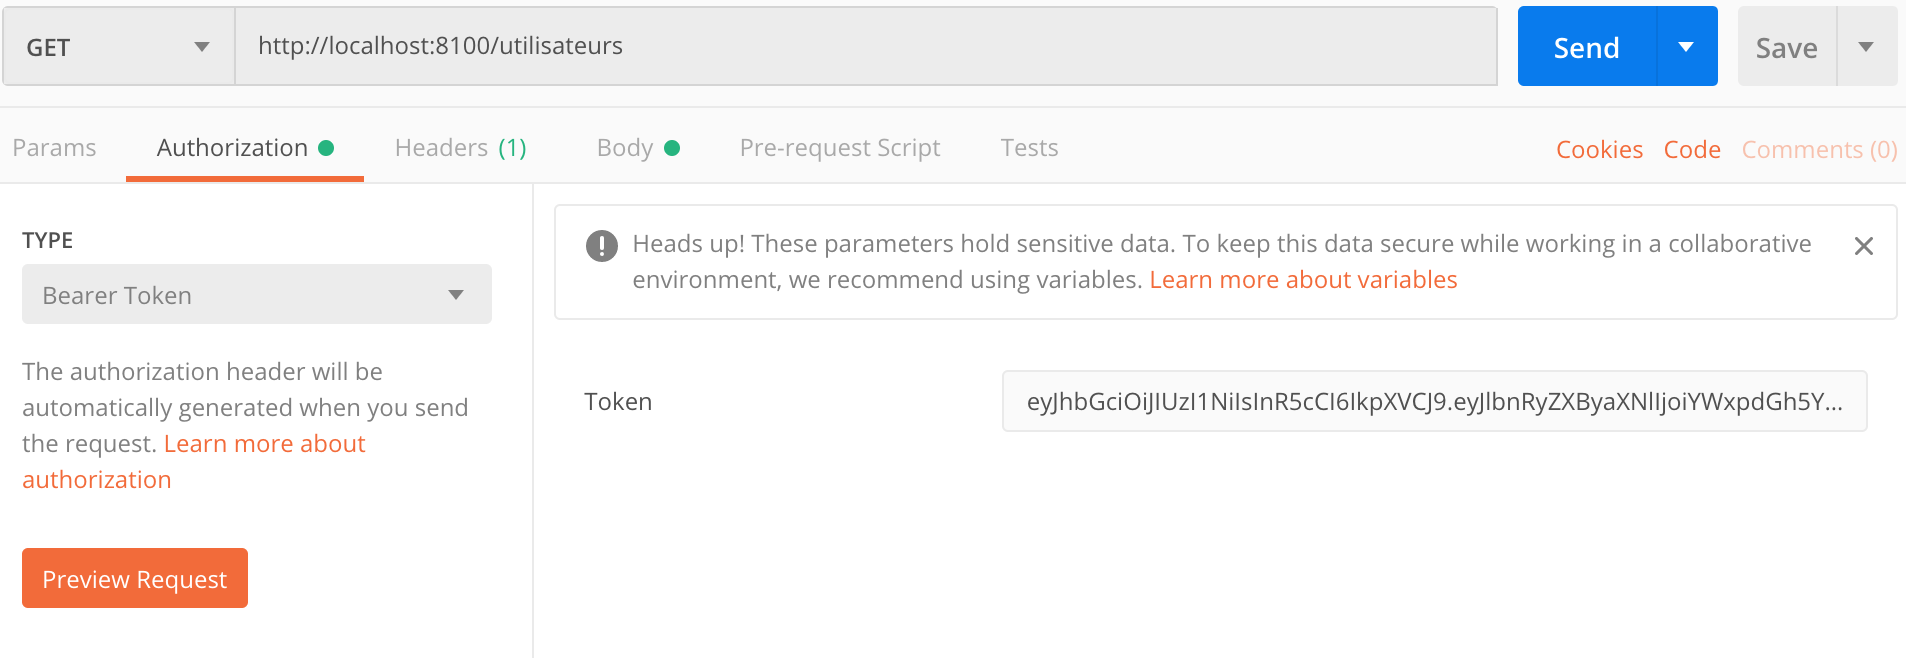 GET
http://localhost:8100/utilisateurs
Send
Save
Params
Authorization
Headers (1)
Body
Pre-request Script
Tests
Cookies
Code
Comments (0)
TYPE
Bearer Token
The authorization header will be
automatically generated when you send
the request. Learn more about
authorization
Preview Request
Heads up! These parameters hold sensitive data. To keep this data secure while working in a collaborative
environment, we recommend using variables. Learn more about variables
Token
eyJhbGciOiJIUzI1NiIsInR5cCI6IkpXVCJ9.eyJlbnRyZXByaXNlIjoiYWxpdGh5Y...